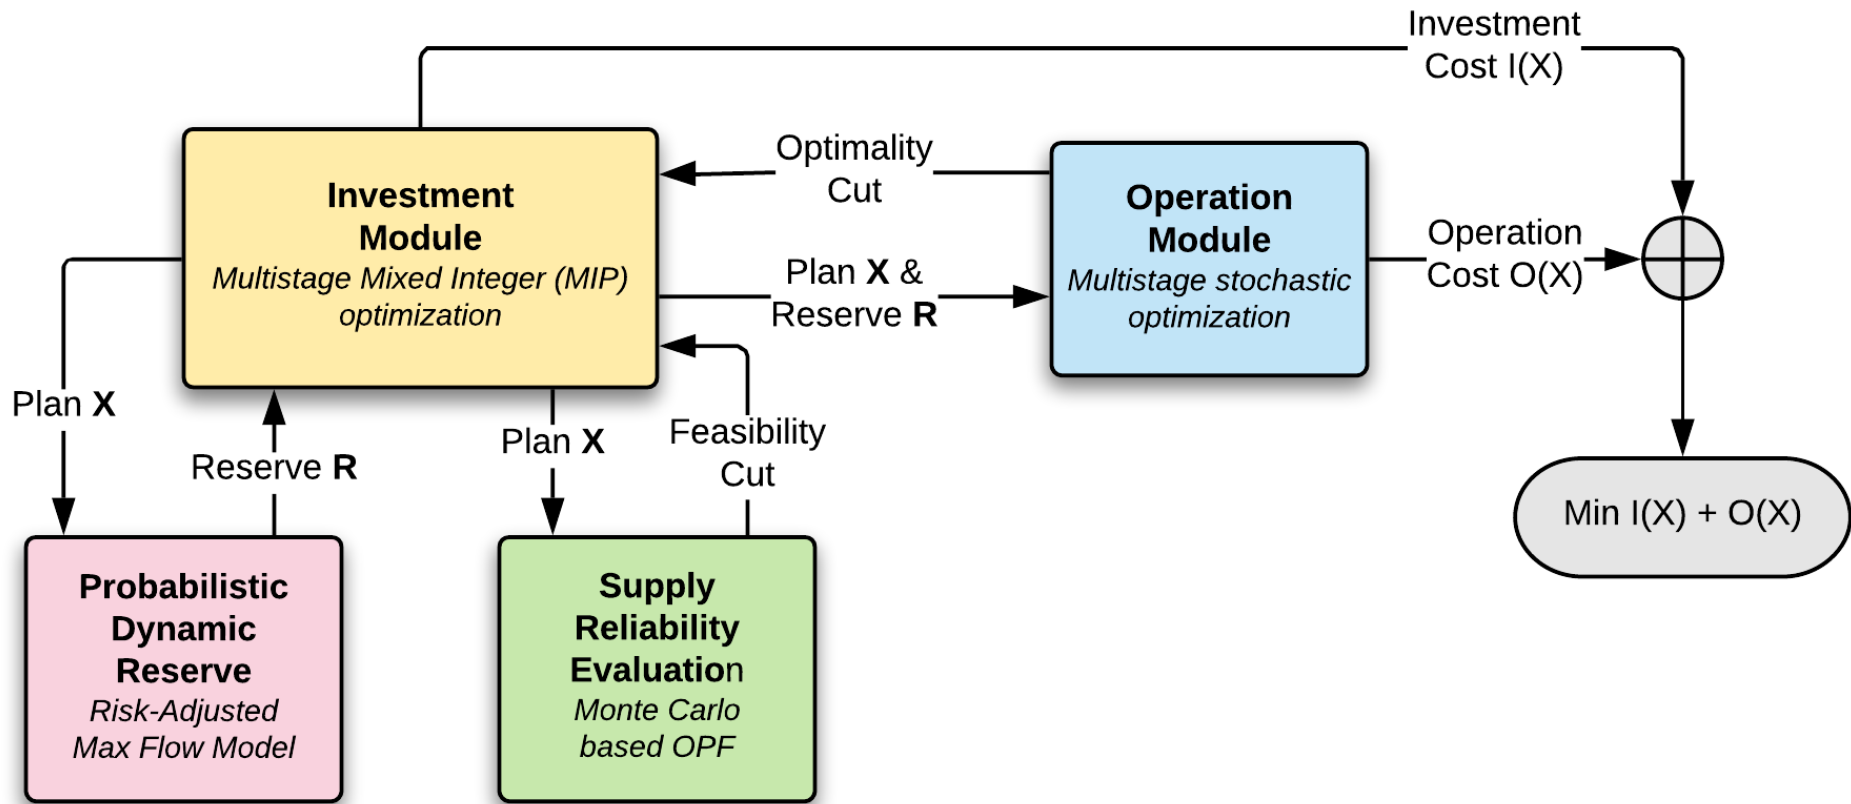 Investment
Cost I(X)
Optimality
Cut
Investment
Module
Multistage Mixed Integer (MIP)
optimization
Operation
Module
Multistage stochastic
optimization
Operation
Cost O(X)
Plan X &
Reserve R
Plan X
Reserve R
Plan X
Feasibility
Cut
Min I(X) + O(X)
Probabilistic
Dynamic
Reserve
Risk-Adjusted
Max Flow Model
Supply
Reliability
Evaluation
Monte Carlo
based OPF